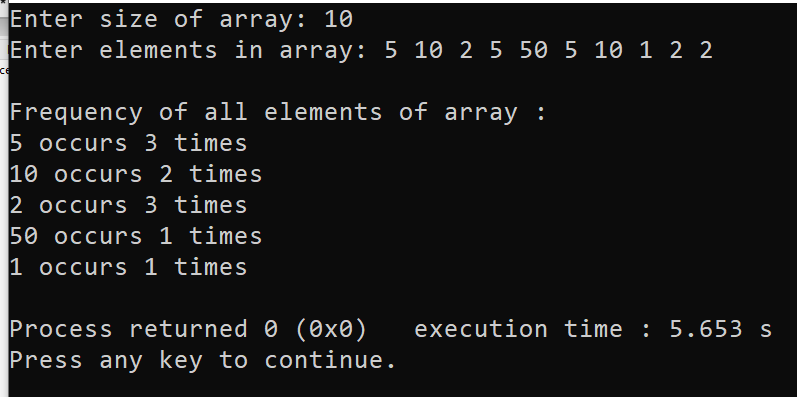 Enter size of array: 10
Enter elements in array: 5 10 2 5 50 5 10 1 2 2
Frequency of all elements of array :
5 occurs 3 times
10 occurs 2 times
2 occurs 3 times
50 occurs 1 times
1 occurs 1 times
Process returned 0 (0x0)   execution time : 5.653 s
Press any key to continue.